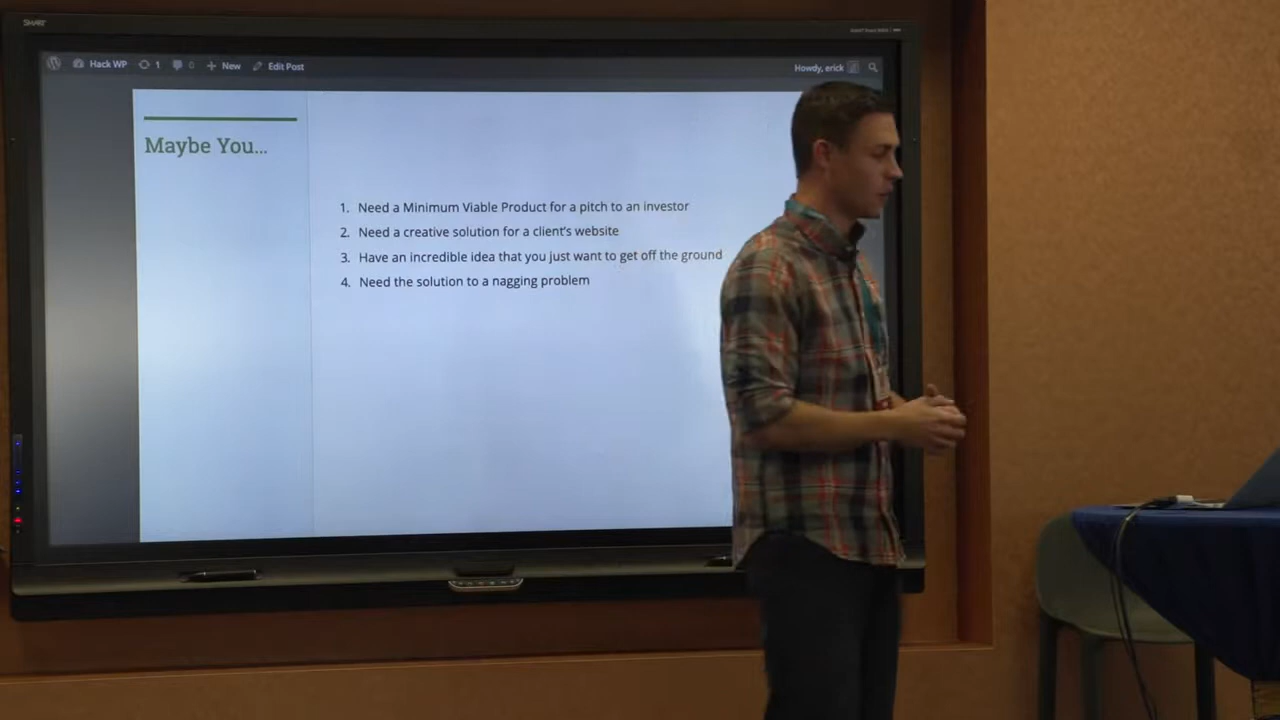 SMART
Hack WP 1 0 New Edit Post Howdy, erick
Maybe You...
1. Need a Minimum Viable Product for a pitch to an investor
2. Need a creative solution for a client's website
3. Have an incredible idea that you just want to get off the ground
4. Need the solution to a nagging problem